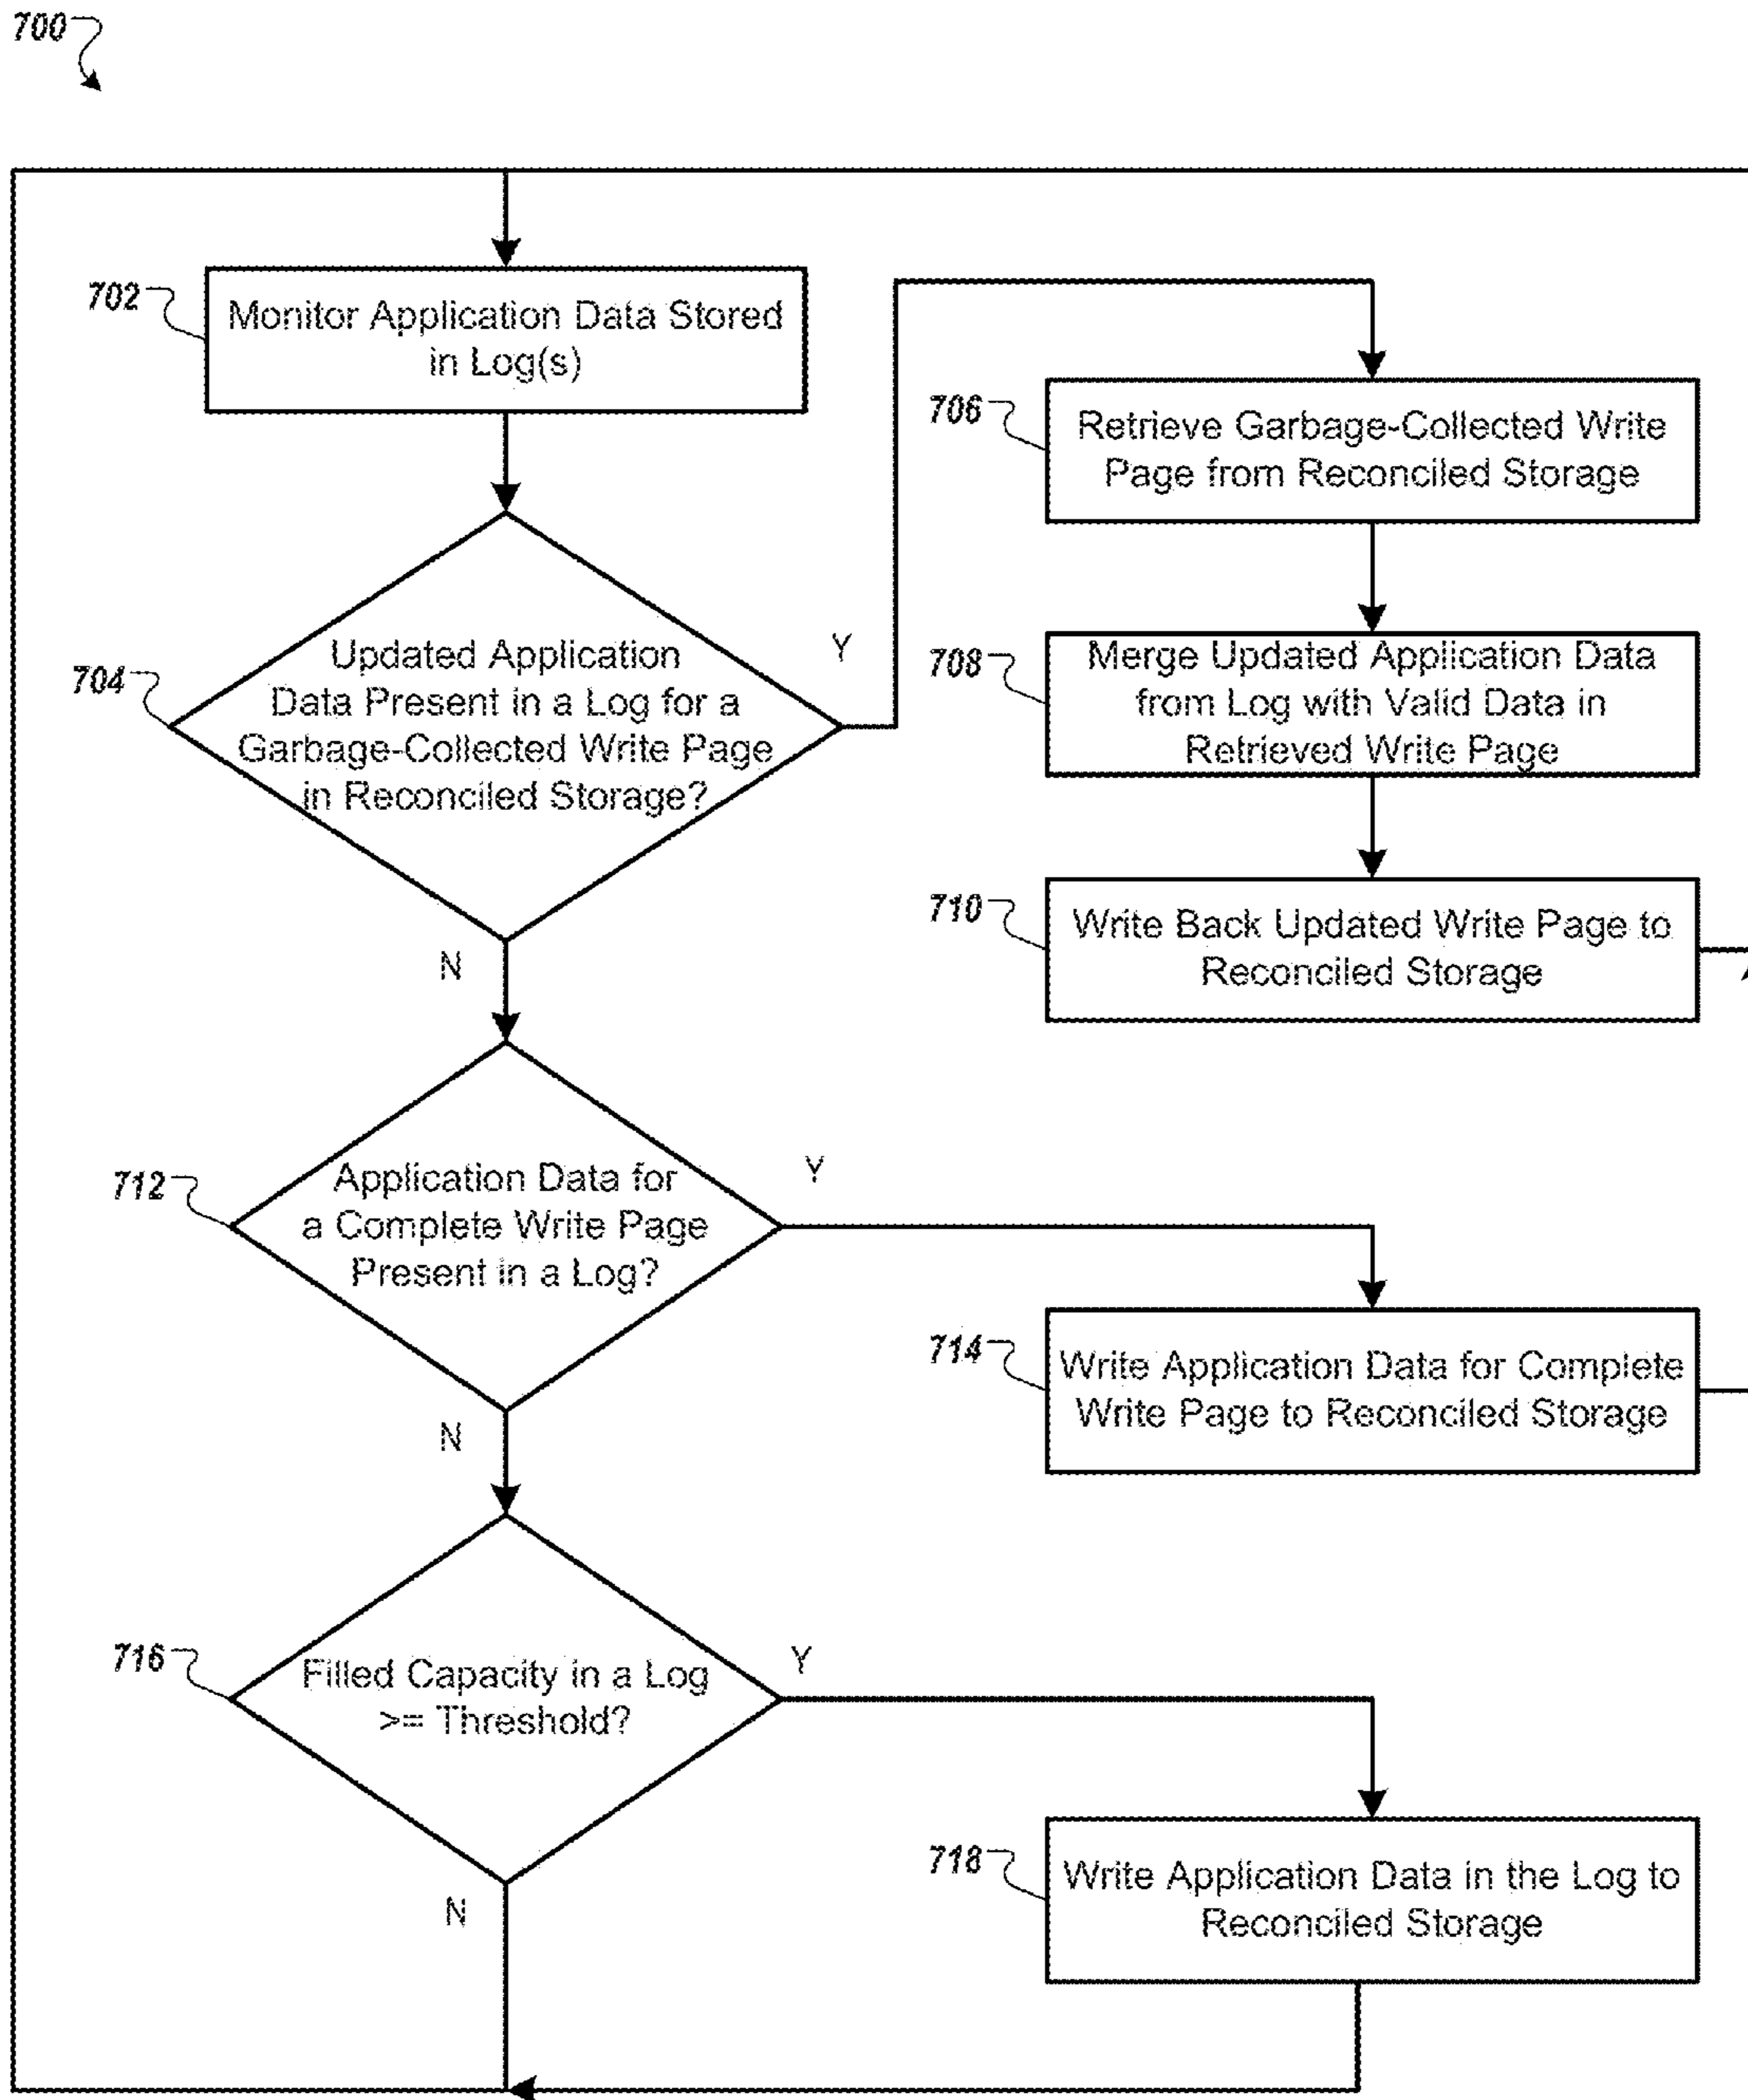 700
702
Monitor Application Data Stored
in Log(s)
704
Updated Application
Data Present in a Log for a
Garbage-Collected Write Page
in Reconciled Storage?
Y
N
706
Retrieve Garbage-Collected Write
Page from Reconciled Storage
708
Merge Updated Application Data
from Log with Valid Data in
Retrieved Write Page
710
Write Back Updated Write Page to
Reconciled Storage
712
Application Data for
a Complete Write Page
Present in a Log?
Y
N
714
Write Application Data for Complete
Write Page to Reconciled Storage
716
Filled Capacity in a Log
>= Threshold?
Y
N
718
Write Application Data in the Log to
Reconciled Storage